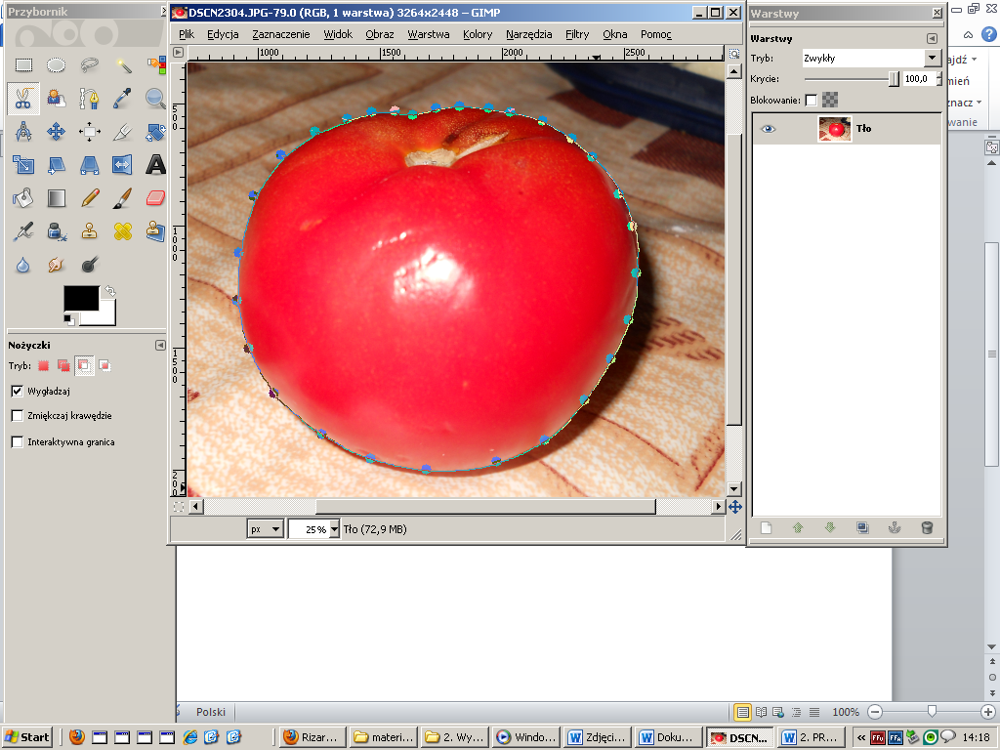 Przybornik
DSCN2304.JPG-79.0 (RGB, 1 warstwa) 3264x2448 – GIMP
Plik Edycja Zaznaczenie Widok Obraz Warstwa Kolory Narzędzia Filtry Okna Pomoc
1000 1500 2000 2500
500
1000
1500
200
Nożyczki
Tryb:
Wygładzaj
Zmiękczaj krawędzie
Interaktywna granica
px 25% Tło (72,9 MB)
Warstwy
Warstwy
Tryb: Zwykły
Krycie: 100,0
Blokowanie:
Tło
ajdź
mień
znacz
wanie
Polski 100%
Start Rizar... materi... 2. Wy... Windo... Zdjęci... Doku... DSCN... 2. PR... « 14:18